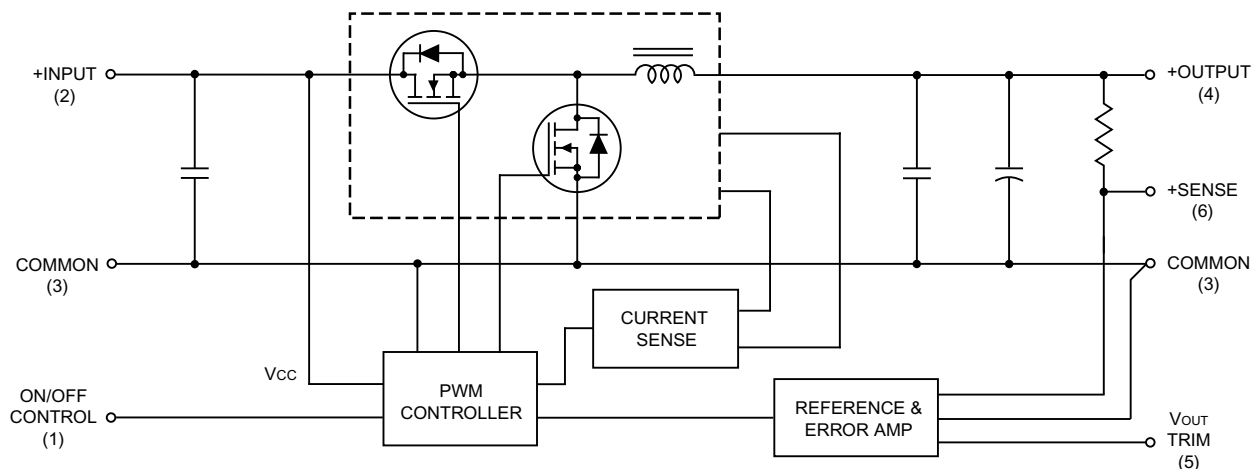 +INPUT
(2)
+OUTPUT
(4)
+SENSE
(6)
COMMON
(3)
COMMON
(3)
CURRENT
SENSE
VCC
PWM
CONTROLLER
ON/OFF
CONTROL
(1)
REFERENCE &
ERROR AMP
VOUT
TRIM
(5)